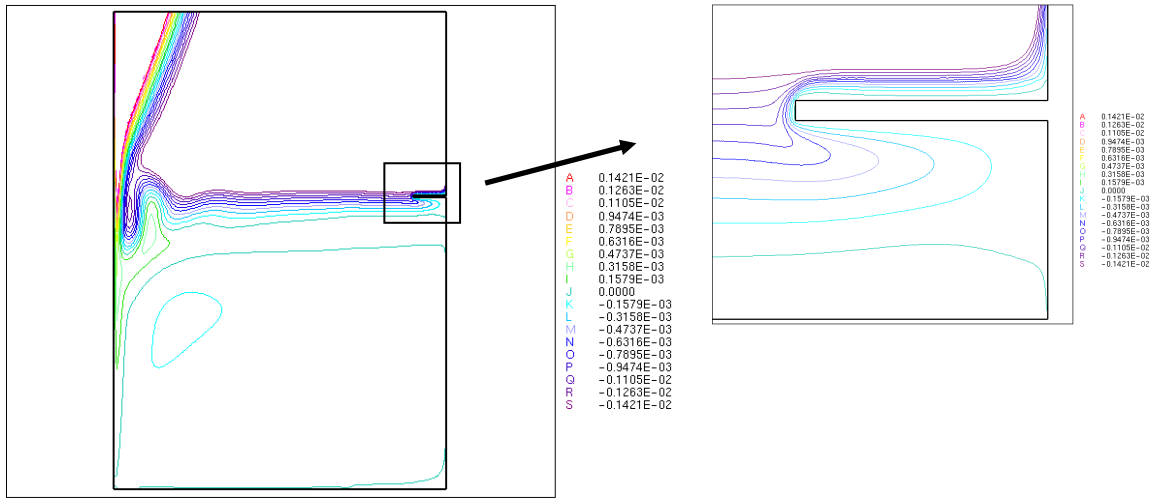 A 0.1421E-02
B 0.1263E-02
C 0.1105E-02
D 0.9474E-03
E 0.7895E-03
F 0.6316E-03
G 0.4737E-03
H 0.3158E-03
I 0.1579E-03
J 0.0000
K -0.1579E-03
L -0.3158E-03
M -0.4737E-03
N -0.6316E-03
O -0.7895E-03
P -0.9474E-03
Q -0.1105E-02
R -0.1263E-02
S -0.1421E-02
A 0.1421E-02
B 0.1263E-02
C 0.1105E-02
D 0.9474E-03
E 0.7895E-03
F 0.6316E-03
G 0.4737E-03
H 0.3158E-03
I 0.1579E-03
J 0.0000
K -0.1579E-03
L -0.3158E-03
M -0.4737E-03
N -0.6316E-03
O -0.7895E-03
P -0.9474E-03
Q -0.1105E-02
R -0.1263E-02
S -0.1421E-02